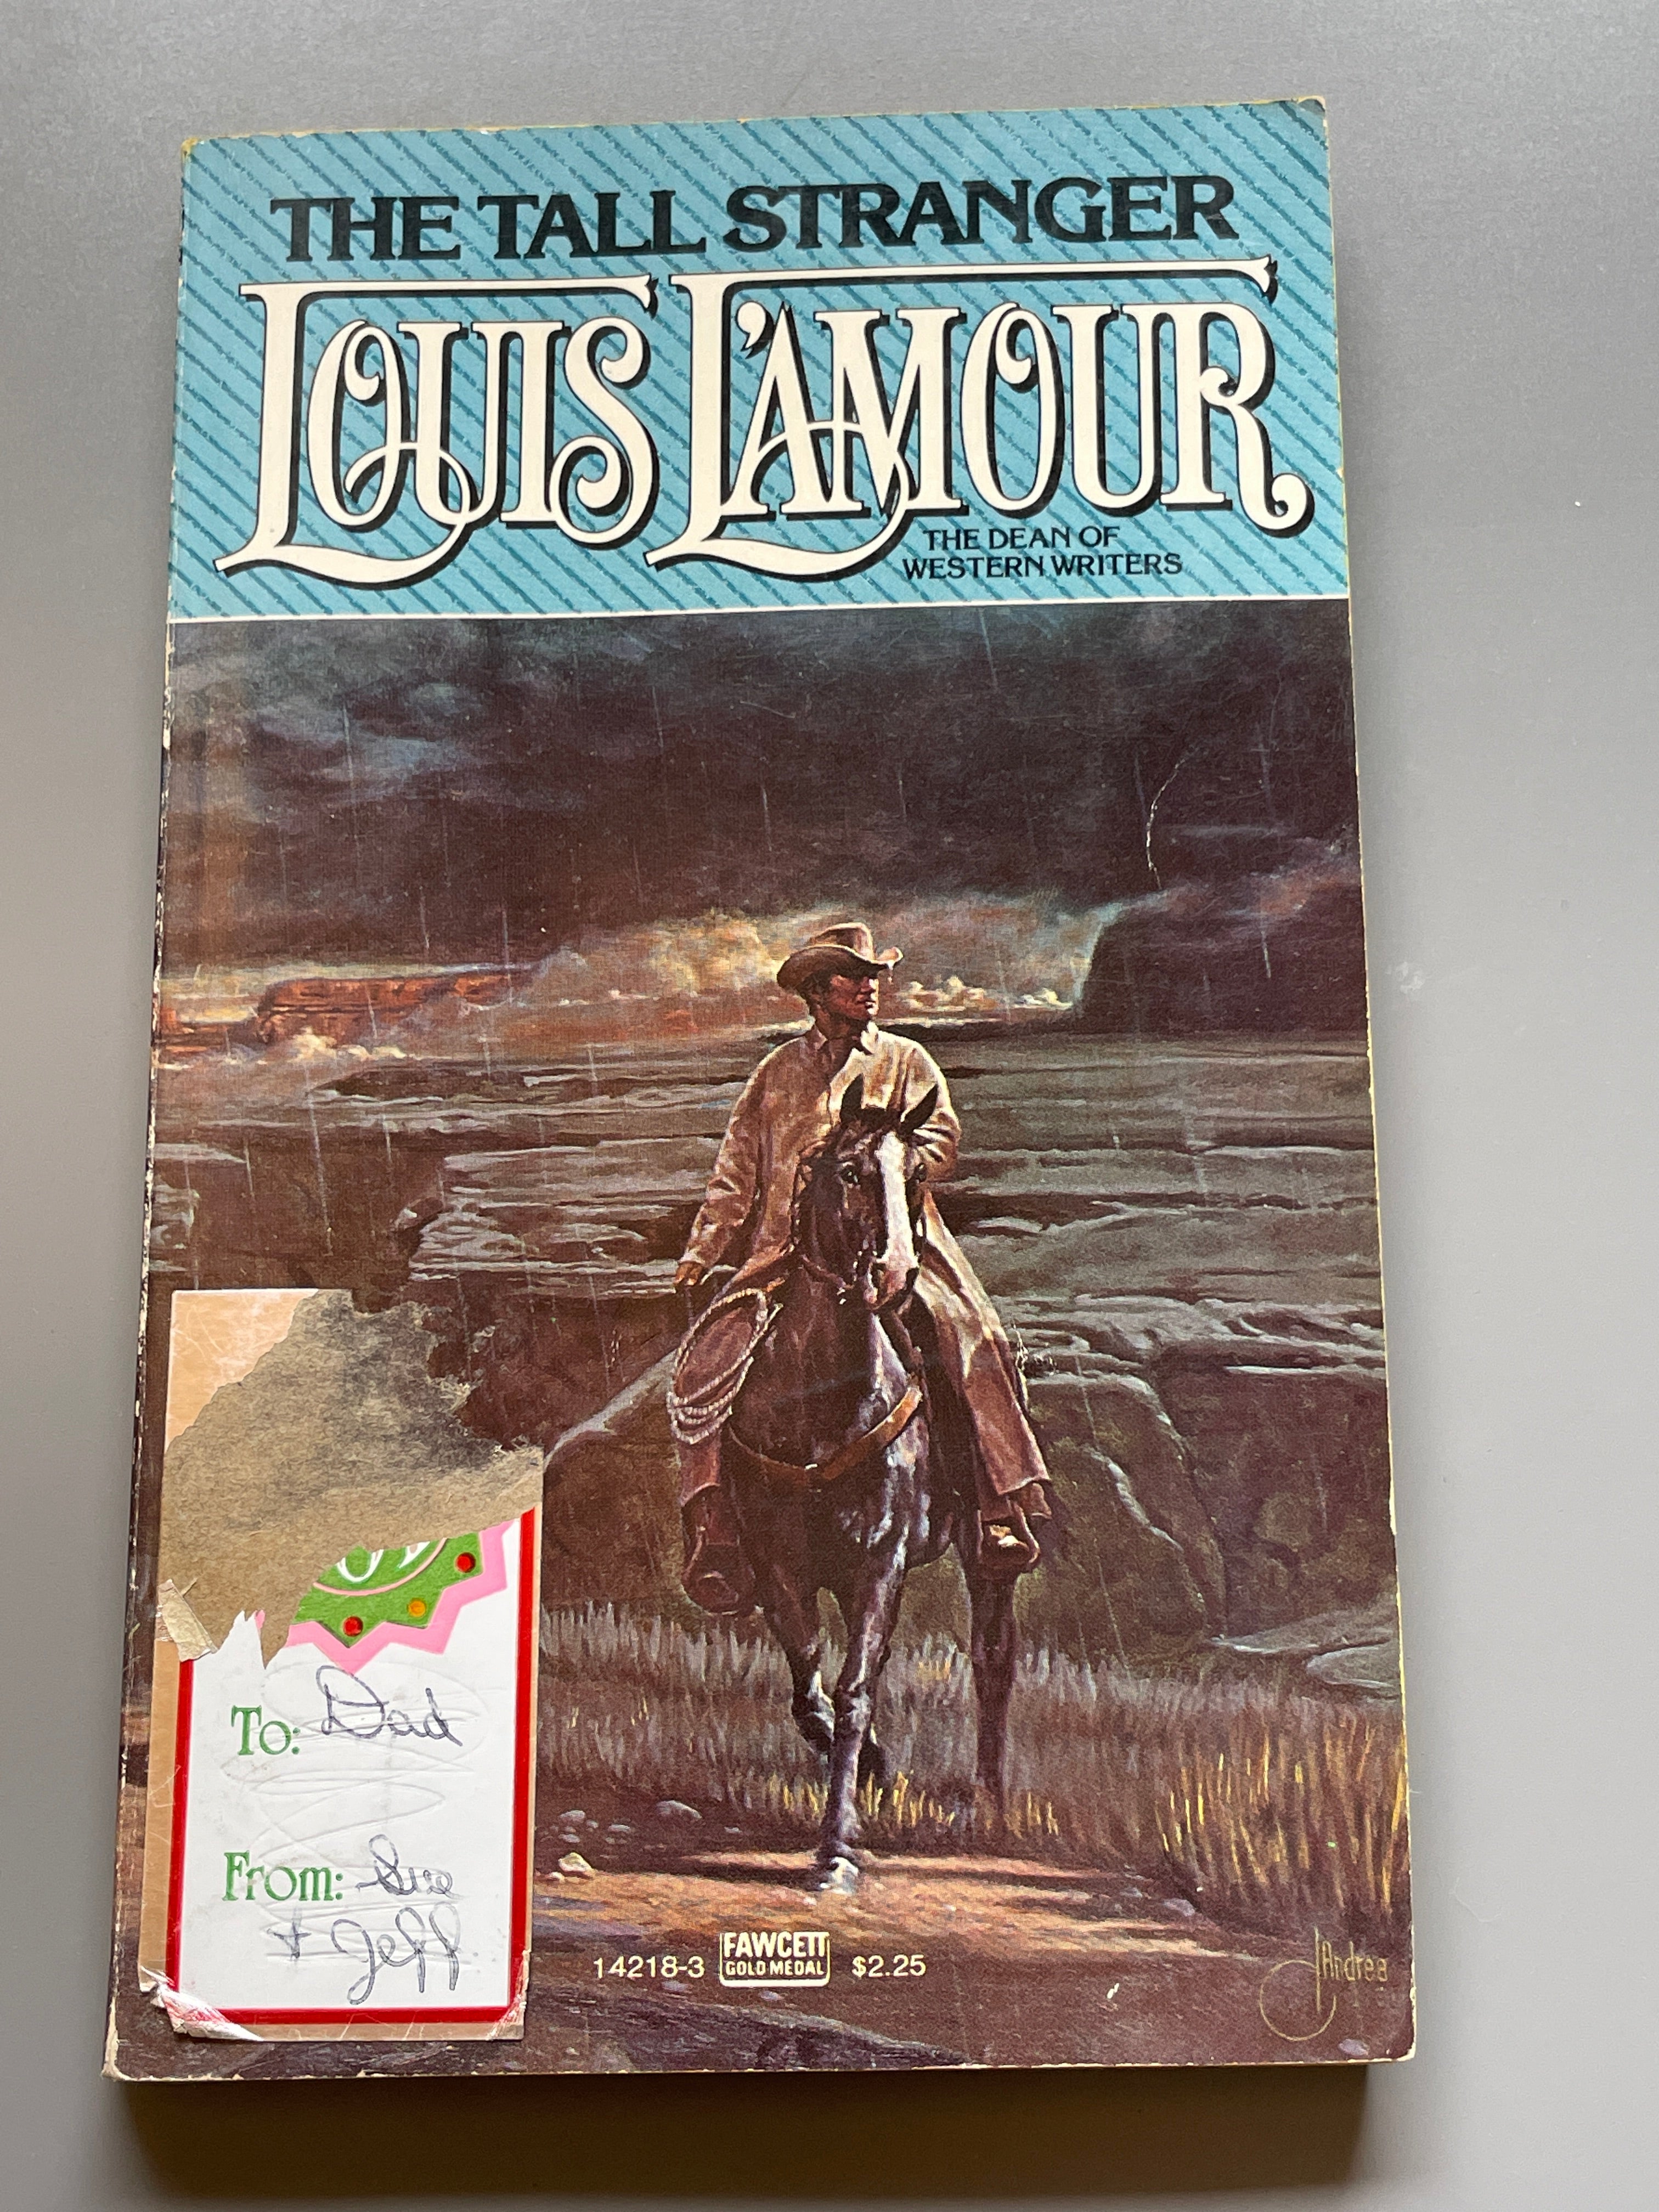 THE TALL STRANGER
LOUIS L'AMOUR
THE DEAN OF
WESTERN WRITERS
To: Dad
From: Sue
+ Jeff
14218-3 FAWCETT GOLD MEDAL $2.25
JAndrea